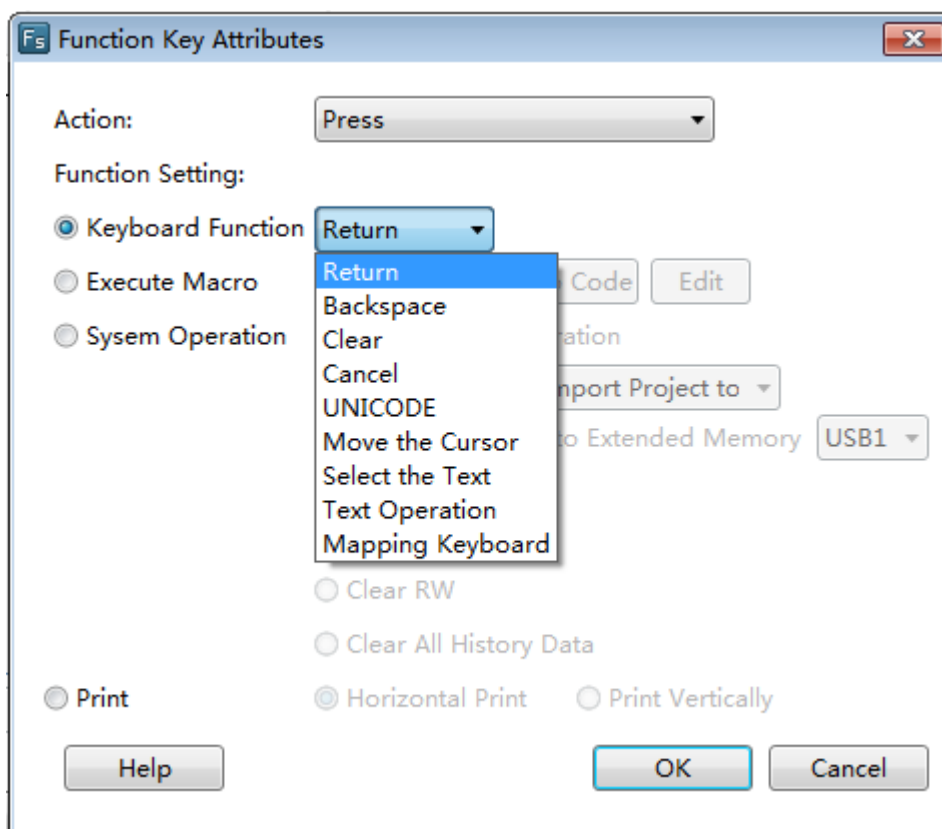 Fs Function Key Attributes
Action: Press
Function Setting:
Keyboard Function Return
Return
Execute Macro Code Edit
Backspace
Sysem Operation Clear
Cancel
UNICODE Project to
Move the Cursor to Extended Memory USB1
Select the Text
Text Operation
Mapping Keyboard
Clear RW
Clear All History Data
Print Horizontal Print Print Vertically
Help OK Cancel